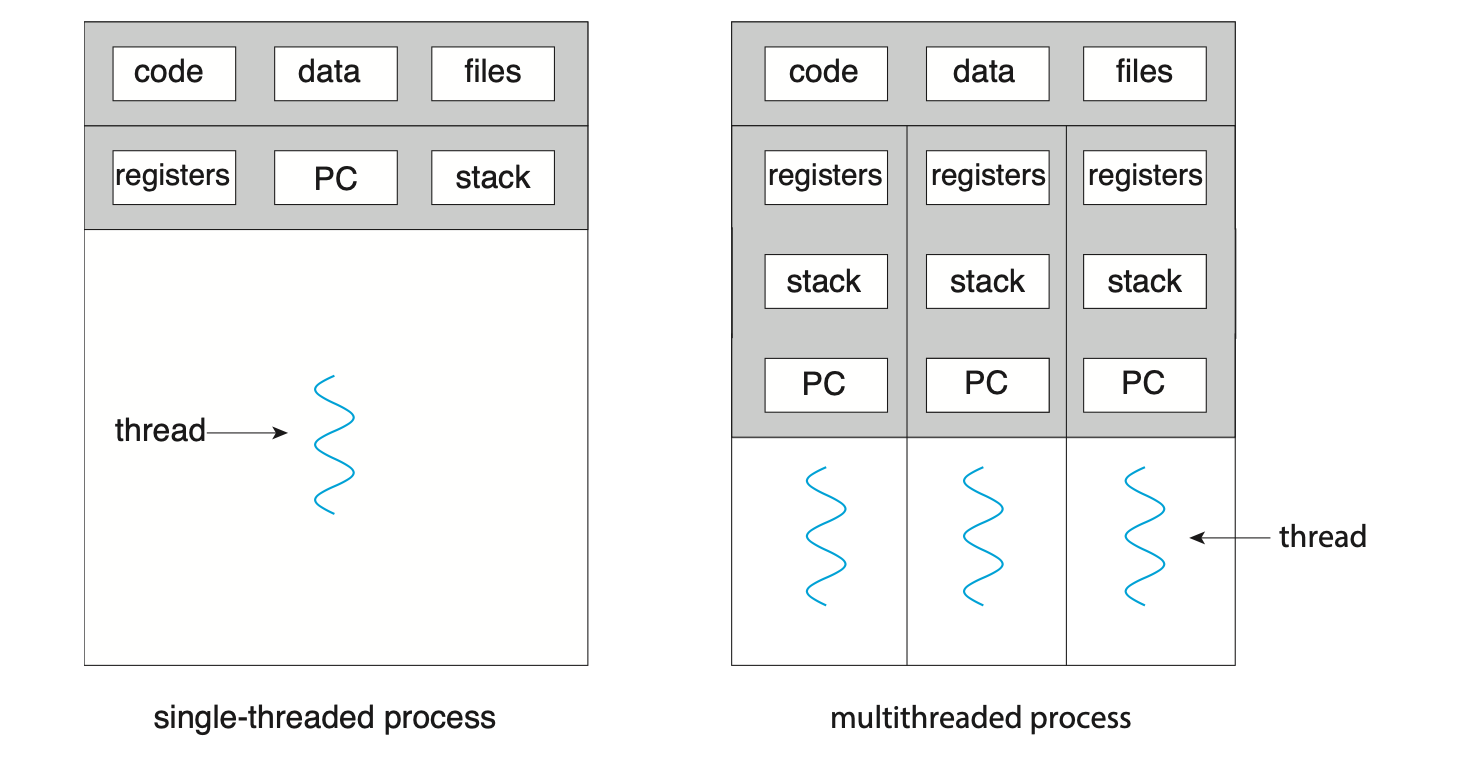 code data files
registers PC stack
thread
single-threaded process
code data files
registers registers registers
stack stack stack
PC PC PC
thread
multithreaded process